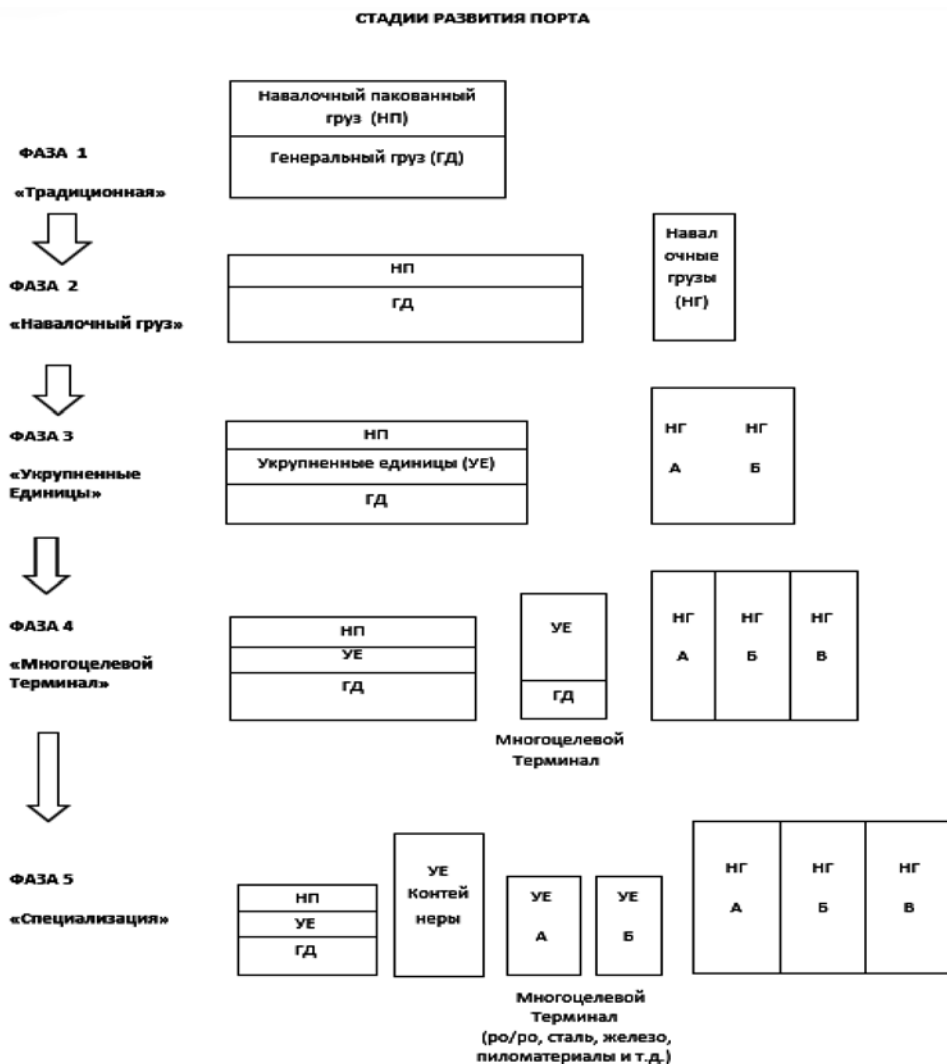 СТАДИИ РАЗВИТИЯ ПОРТА
Навалочный пакованный
груз (НП)
ФАЗА 1
Генеральный груз (ГД)
«Традиционная»
Навал
очные
грузы
(НГ)
ФАЗА 2
НП
ГД
«Навалочный груз»
ФАЗА 3
НП
Укрупненные единицы (УЕ)
ГД
НГ НГ
А Б
«Укрупненные
Единицы»
ФАЗА 4
НП
УЕ
ГД
УЕ
ГД
НГ НГ НГ
А Б В
«Многоцелевой
Терминал»
Многоцелевой
Терминал
ФАЗА 5
«Специализация»
НП
УЕ
ГД
УЕ
Контей
неры
УЕ УЕ
А Б
НГ НГ НГ
А Б В
Многоцелевой
Терминал
(ро/ро, сталь, железо,
пиломатериалы и т.д.)